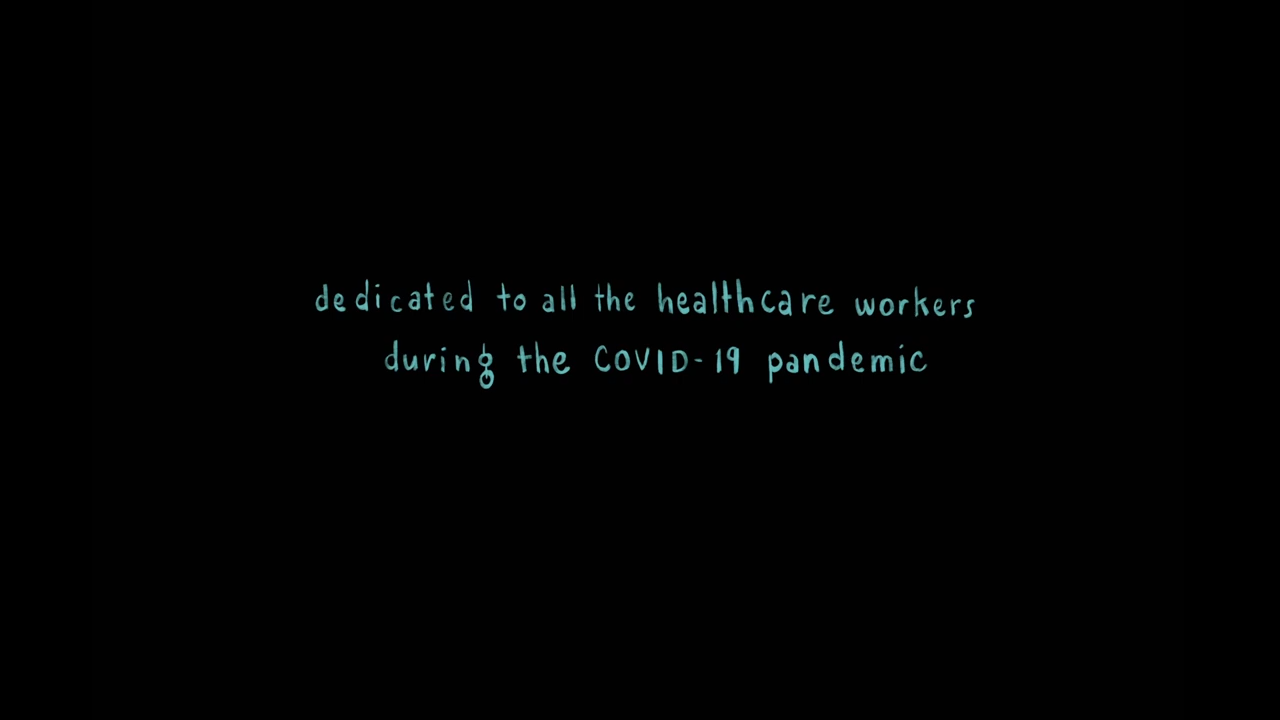 dedicated to all the healthcare workers
during the COVID-19 pandemic